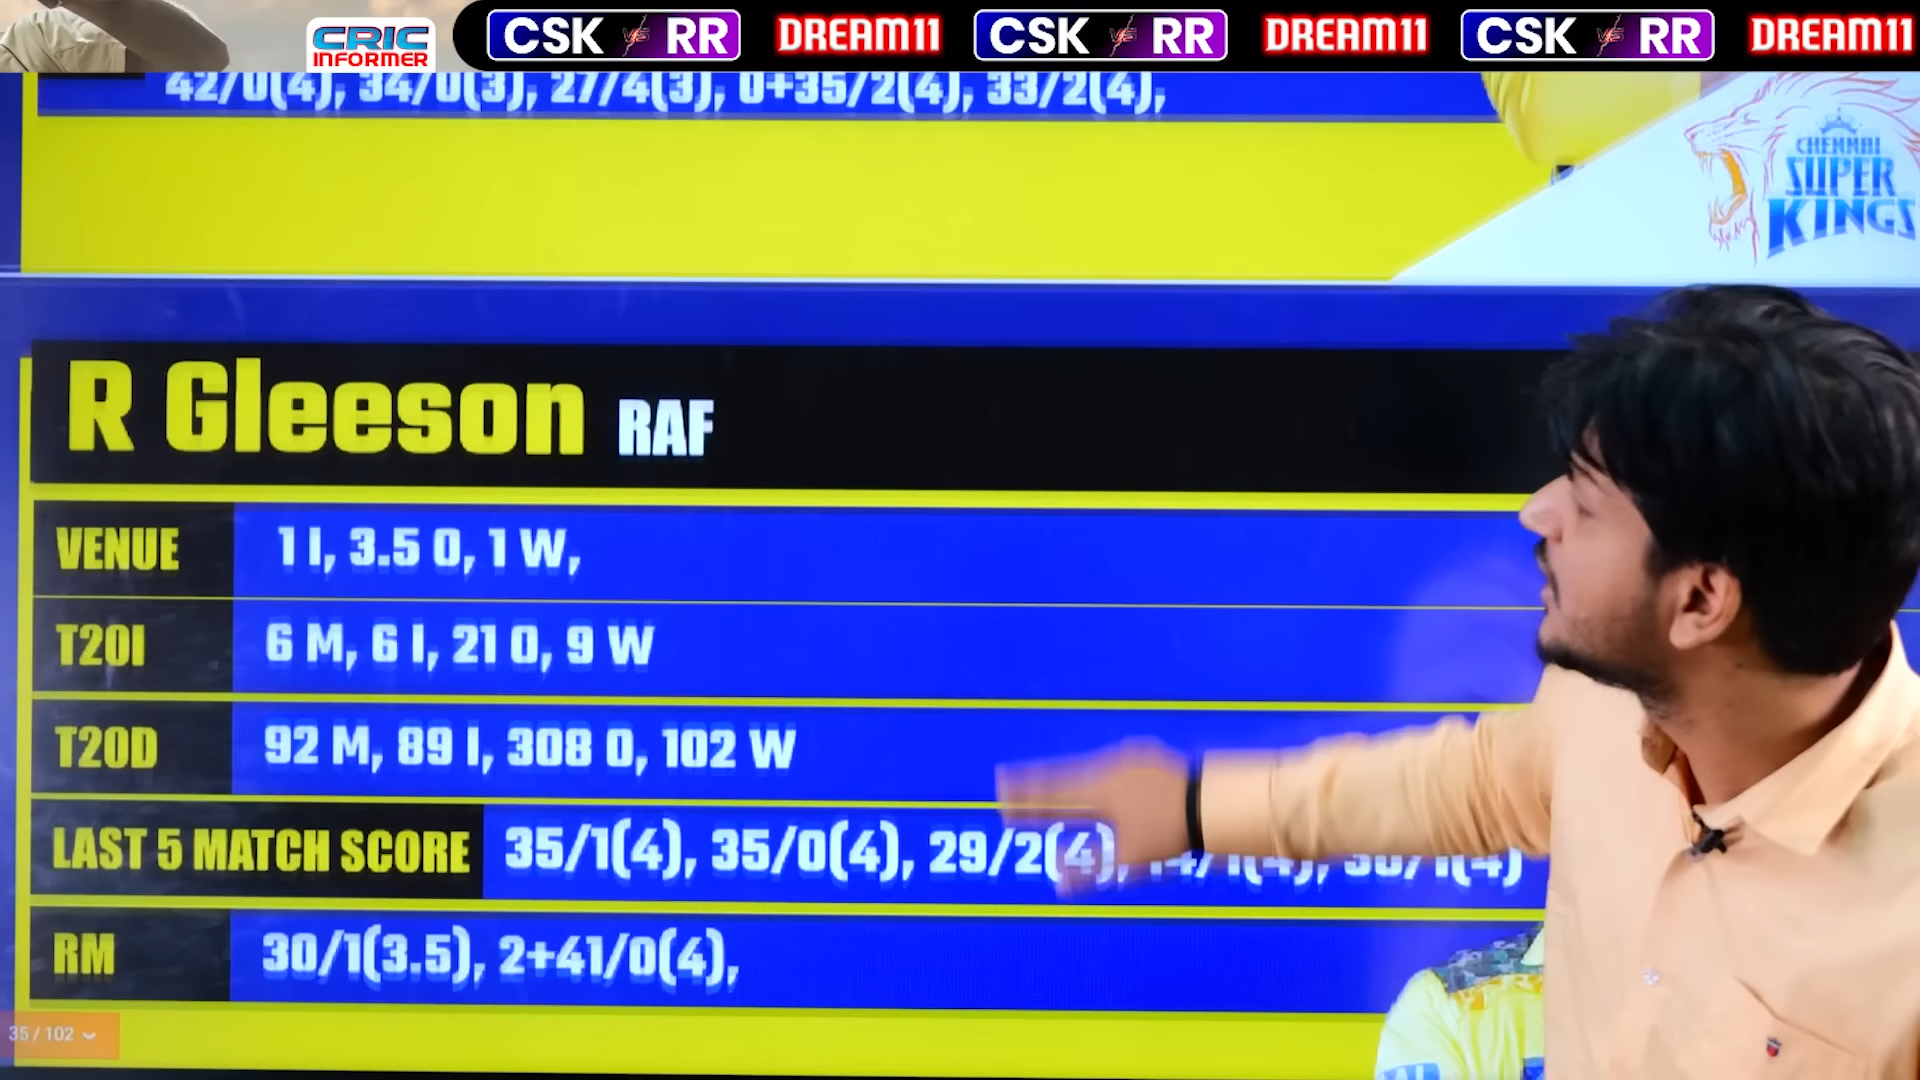 CRIC
INFORMER
CSK VS RR DREAM11 CSK VS RR DREAM11 CSK VS RR DREAM11
42/0(4), 34/0(3), 27/4(3), 0+35/2(4), 33/2(4),
CHENNAI
SUPER
KINGS
R Gleeson RAF
VENUE 1 I, 3.5 O, 1 W,
T20I 6 M, 6 I, 21 O, 9 W
T20D 92 M, 89 I, 308 O, 102 W
LAST 5 MATCH SCORE 35/1(4), 35/0(4), 29/2(4),
RM 30/1(3.5), 2+41/0(4),
35 / 102